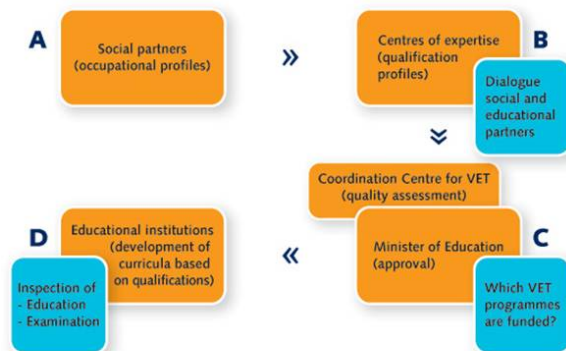 A
Social partners
(occupational profiles)
»
Centres of expertise
(qualification
profiles)
B
Dialogue
social and
educational
partners
Coordination Centre for VET
(quality assessment)
Minister of Education
(approval)
C
Which VET
programmes
are funded?
«
D
Educational institutions
(development of
curricula based
on qualifications)
Inspection of
- Education
- Examination